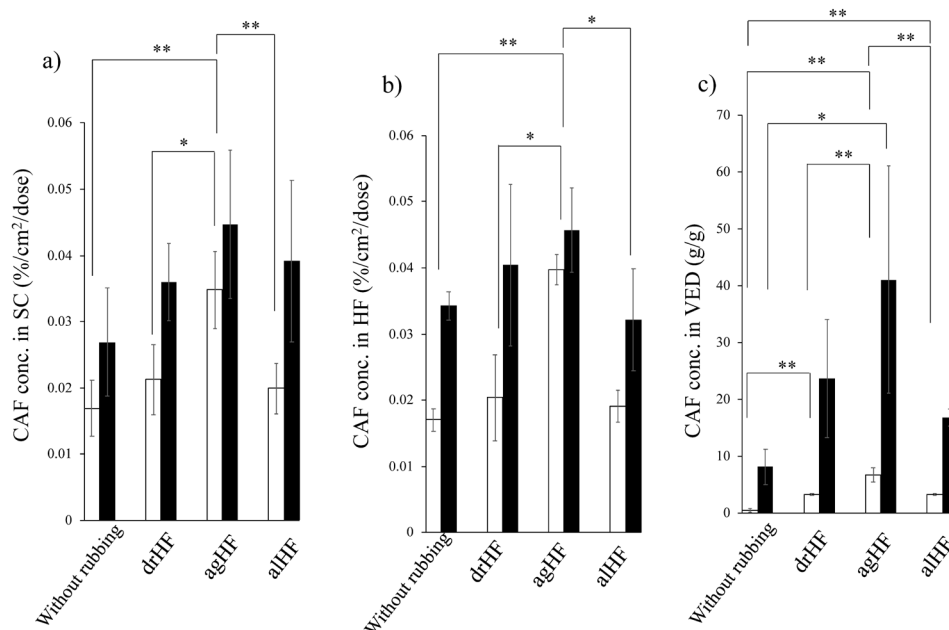 a)
**
**
*
CAF conc. in SC (%/cm²/dose)
0.06
0.05
0.04
0.03
0.02
0.01
0
Without rubbing
drHF
agHF
alHF
b)
**
*
*
CAF conc. in HF (%/cm²/dose)
0.06
0.05
0.04
0.03
0.02
0.01
0
Without rubbing
drHF
agHF
alHF
c)
**
**
**
*
**
**
CAF conc. in VED (g/g)
70
60
50
40
30
20
10
0
Without rubbing
drHF
agHF
alHF